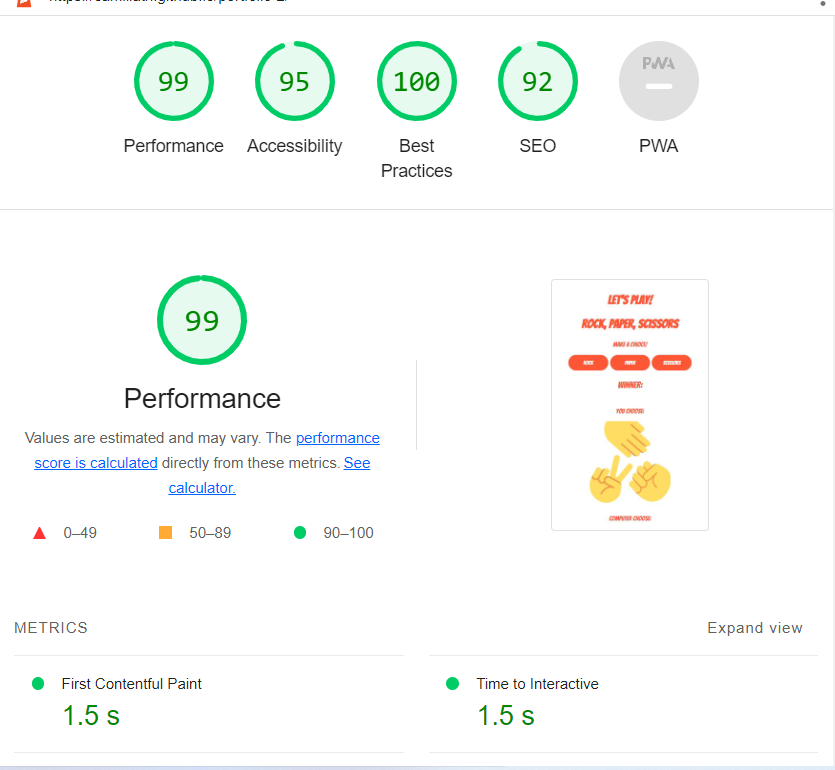 99
95
100
92
PWA
Performance
Accessibility
Best
Practices
SEO
PWA
99
Performance
Values are estimated and may vary. The performance
score is calculated directly from these metrics. See
calculator.
0–49
50–89
90–100
LET'S PLAY!
ROCK, PAPER, SCISSORS
WINNER:
YOU CHOOSE:
ROCK
PAPER
SCISSORS
COMPUTER CHOOSE:
METRICS
Expand view
First Contentful Paint
1.5 s
Time to Interactive
1.5 s